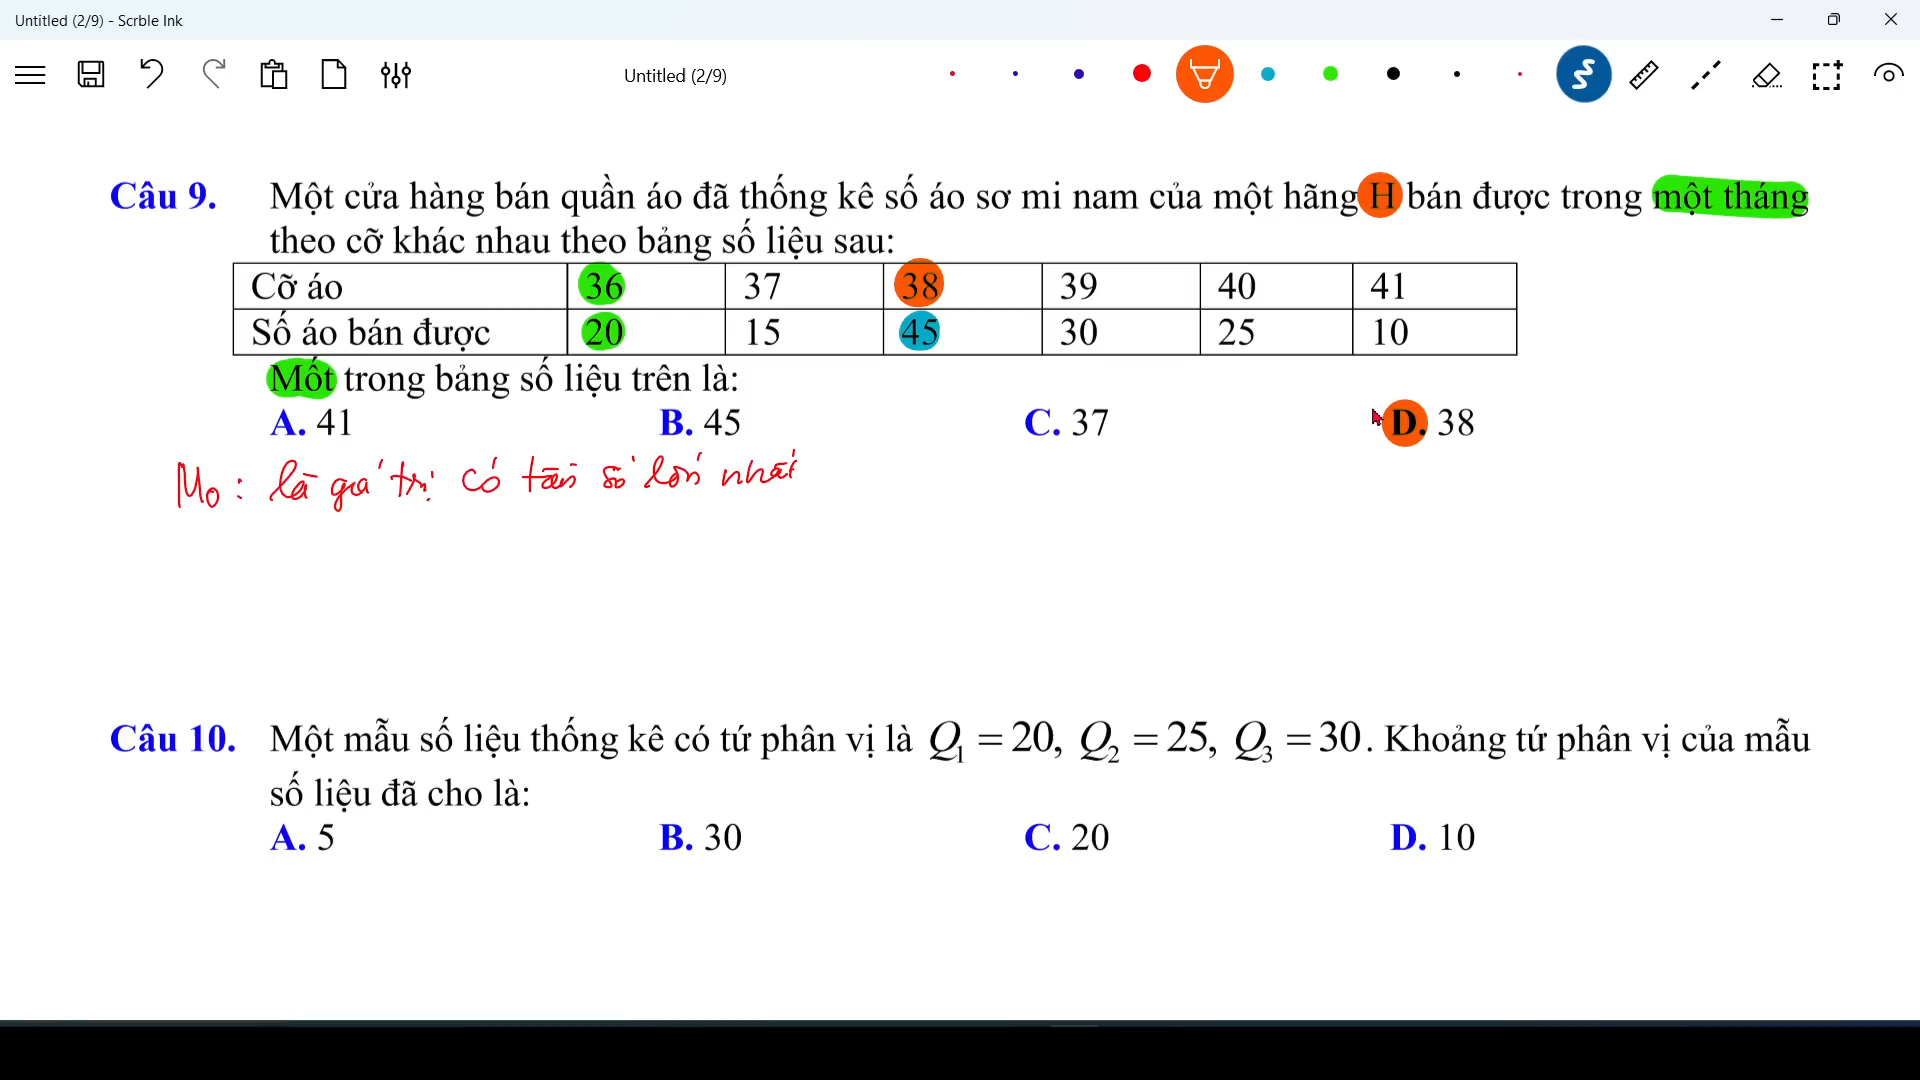 Untitled (2/9) - Scrble Ink
Untitled (2/9)
Câu 9. Một cửa hàng bán quần áo đã thống kê số áo sơ mi nam của một hãng H bán được trong một tháng
theo cỡ khác nhau theo bảng số liệu sau:
Cỡ áo 36 37 38 39 40 41
Số áo bán được 20 15 45 30 25 10
Mốt trong bảng số liệu trên là:
A. 41 B. 45 C. 37 D. 38
Mo : là giá trị có tần số lớn nhất
Câu 10. Một mẫu số liệu thống kê có tứ phân vị là Q₁ = 20, Q₂ = 25, Q₃ = 30. Khoảng tứ phân vị của mẫu
số liệu đã cho là:
A. 5 B. 30 C. 20 D. 10